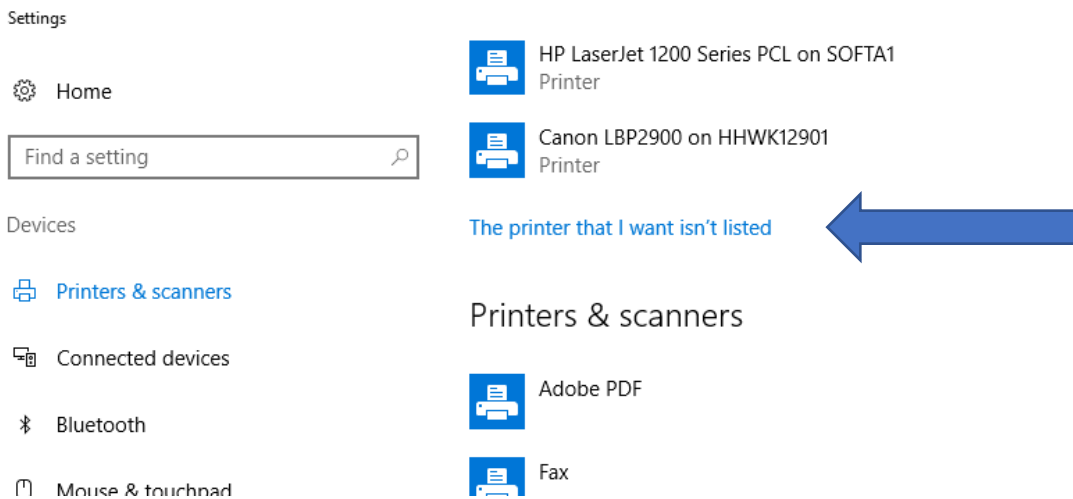 Settings
Home
Find a setting
Devices
Printers & scanners
Connected devices
Bluetooth
Mouse & touchpad
HP LaserJet 1200 Series PCL on SOFTA1
Printer
Canon LBP2900 on HHWK12901
Printer
The printer that I want isn’t listed
Printers & scanners
Adobe PDF
Fax